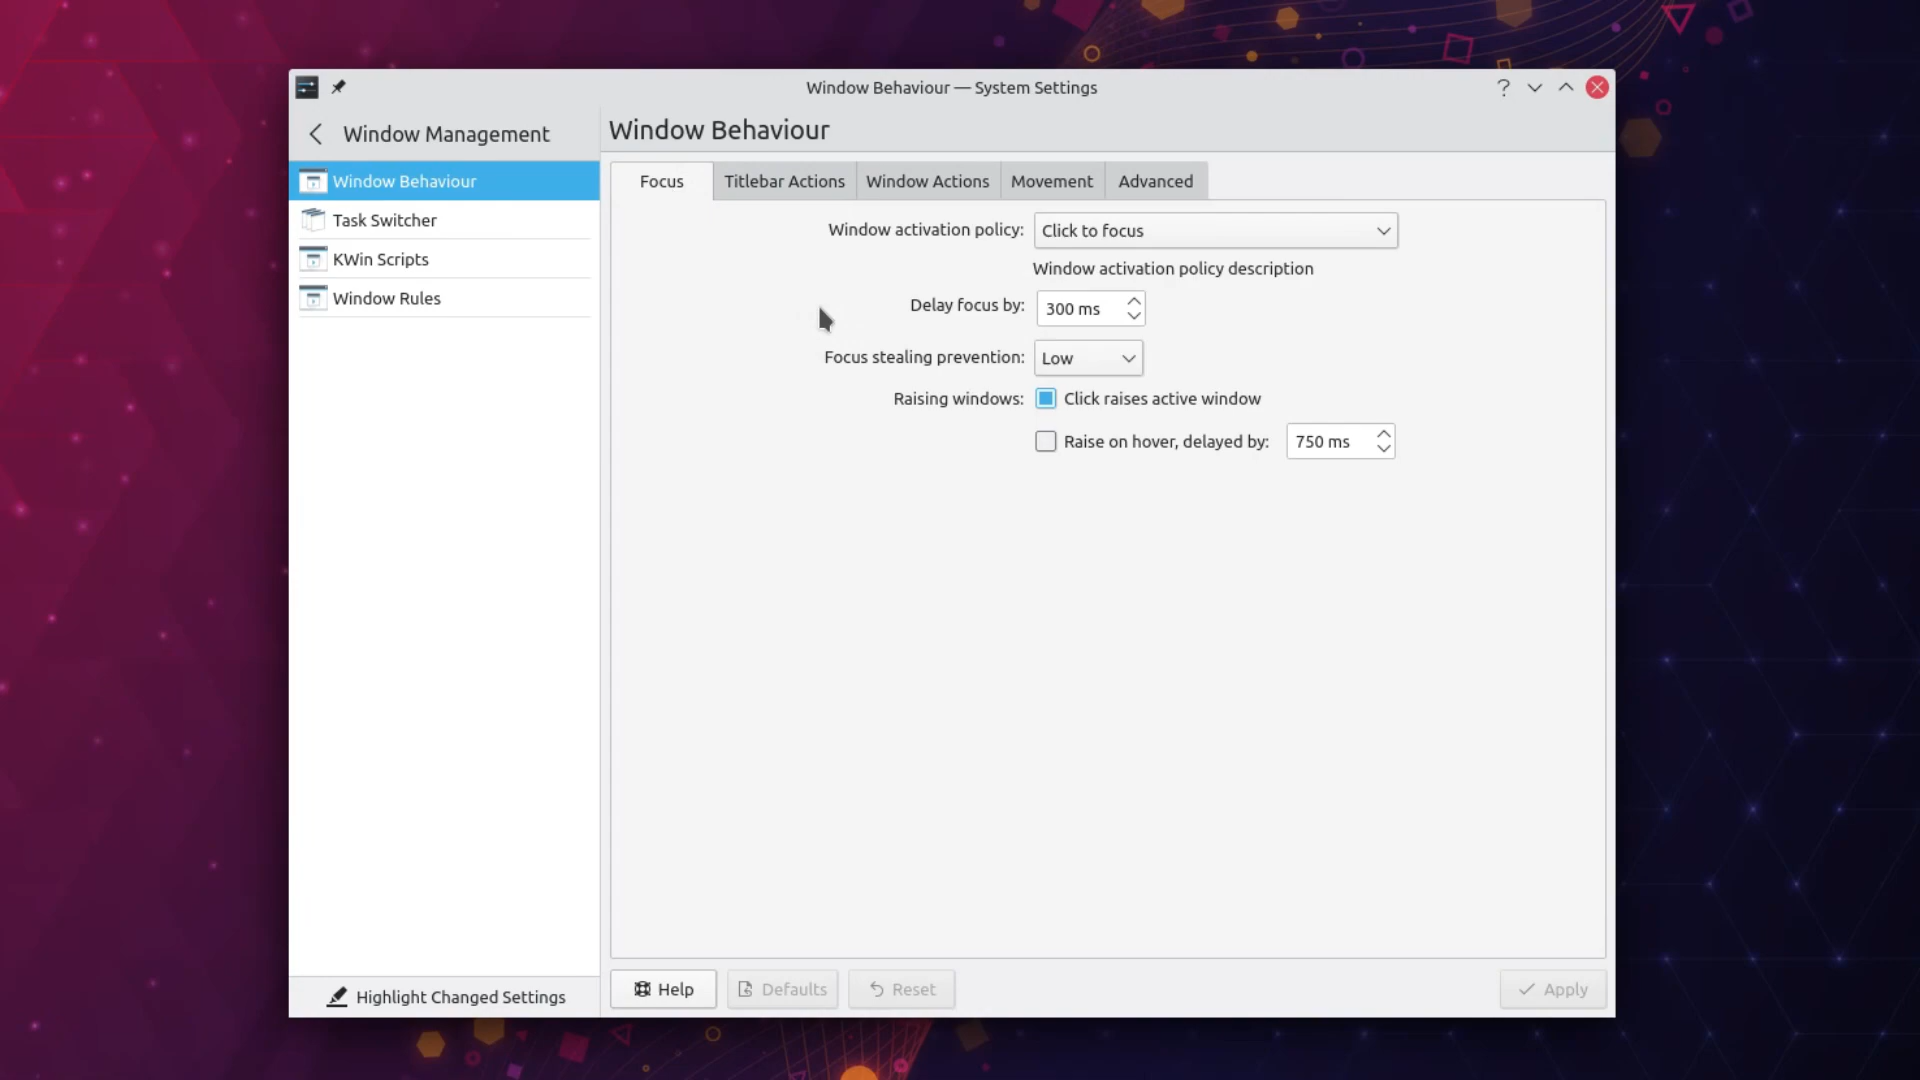 Window Behaviour — System Settings
?
Window Management
Window Behaviour
Window Behaviour
Task Switcher
KWin Scripts
Window Rules
Focus
Titlebar Actions
Window Actions
Movement
Advanced
Window activation policy:
Click to focus
Window activation policy description
Delay focus by:
300 ms
Focus stealing prevention:
Low
Raising windows:
Click raises active window
Raise on hover, delayed by:
750 ms
Highlight Changed Settings
Help
Defaults
Reset
Apply